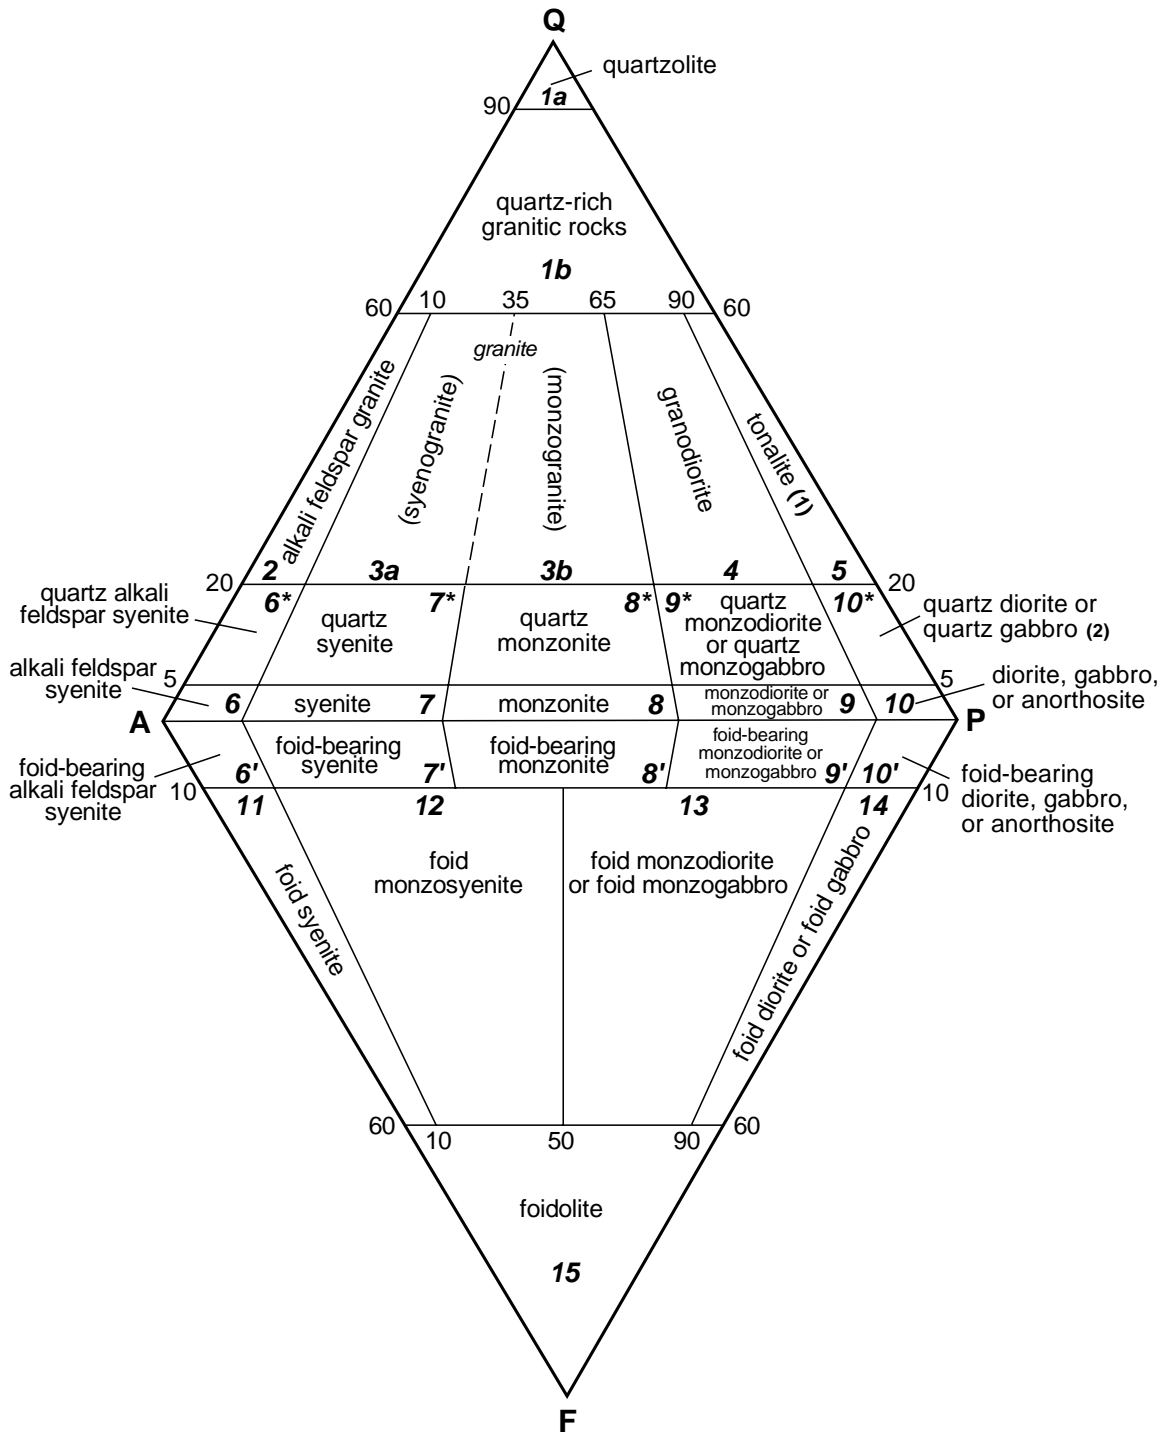 Q
quartzolite
1a
90
quartz-rich
granitic rocks
1b
60 10 35 65 90 60
granite
alkali feldspar granite
(syenogranite)
(monzogranite)
granodiorite
tonalite (1)
20 2 3a 3b 4 5 20
quartz alkali
feldspar syenite
6*
quartz
syenite
7*
quartz
monzonite
8*
9*
quartz
monzodiorite
or quartz
monzogabbro
10*
quartz diorite or
quartz gabbro (2)
5 5
alkali feldspar
syenite
6
syenite
7
monzonite
8
monzodiorite or
monzogabbro
9
10
diorite, gabbro,
or anorthosite
A P
foid-bearing
alkali feldspar
syenite
6'
foid-bearing
syenite
7'
foid-bearing
monzonite
8'
foid-bearing
monzodiorite or
monzogabbro
9'
10'
foid-bearing
diorite, gabbro,
or anorthosite
10 11 12 13 14 10
foid syenite
foid
monzosyenite
foid monzodiorite
or foid monzogabbro
foid diorite or foid gabbro
60 10 50 90 60
foidolite
15
F